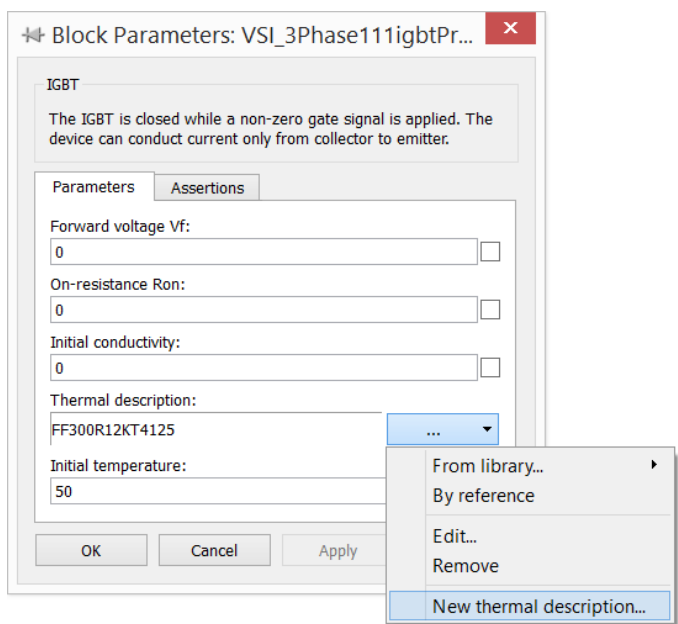 Block Parameters: VSI_3Phase111igbtPr...
IGBT
The IGBT is closed while a non-zero gate signal is applied. The
device can conduct current only from collector to emitter.
Parameters
Assertions
Forward voltage Vf:
0
On-resistance Ron:
0
Initial conductivity:
0
Thermal description:
FF300R12KT4125
...
Initial temperature:
50
From library...
By reference
Edit...
Remove
New thermal description...
OK
Cancel
Apply